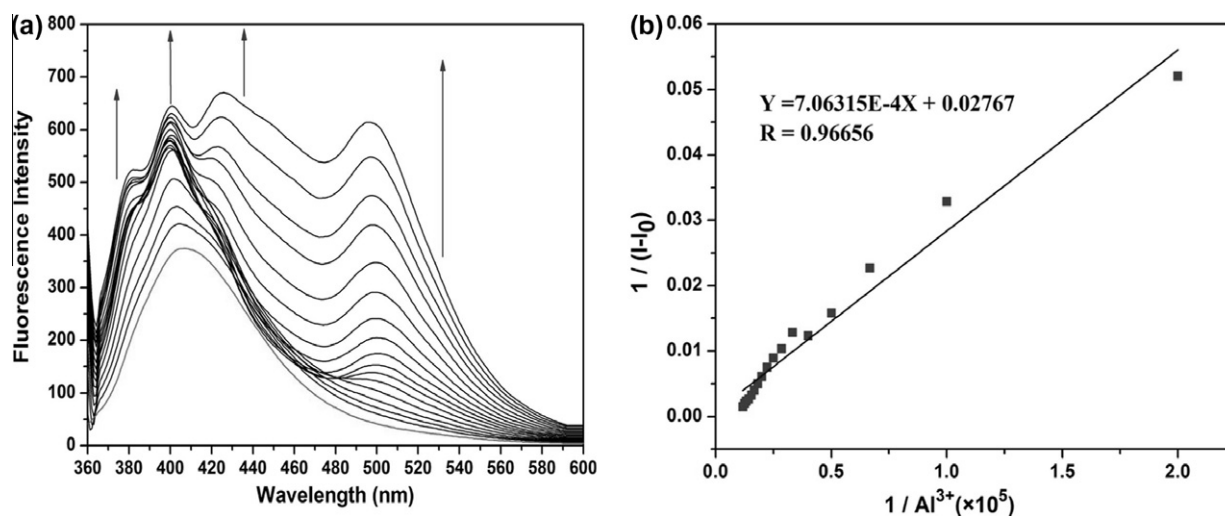 (a)
800
700
600
500
400
300
200
100
0
Fluorescence Intensity
360 380 400 420 440 460 480 500 520 540 560 580 600
Wavelength (nm)
(b)
0.06
0.05
0.04
0.03
0.02
0.01
0.00
1 / (I-I₀)
Y =7.06315E-4X + 0.02767
R = 0.96656
0.0 0.5 1.0 1.5 2.0
1 / Al³⁺(×10⁵)